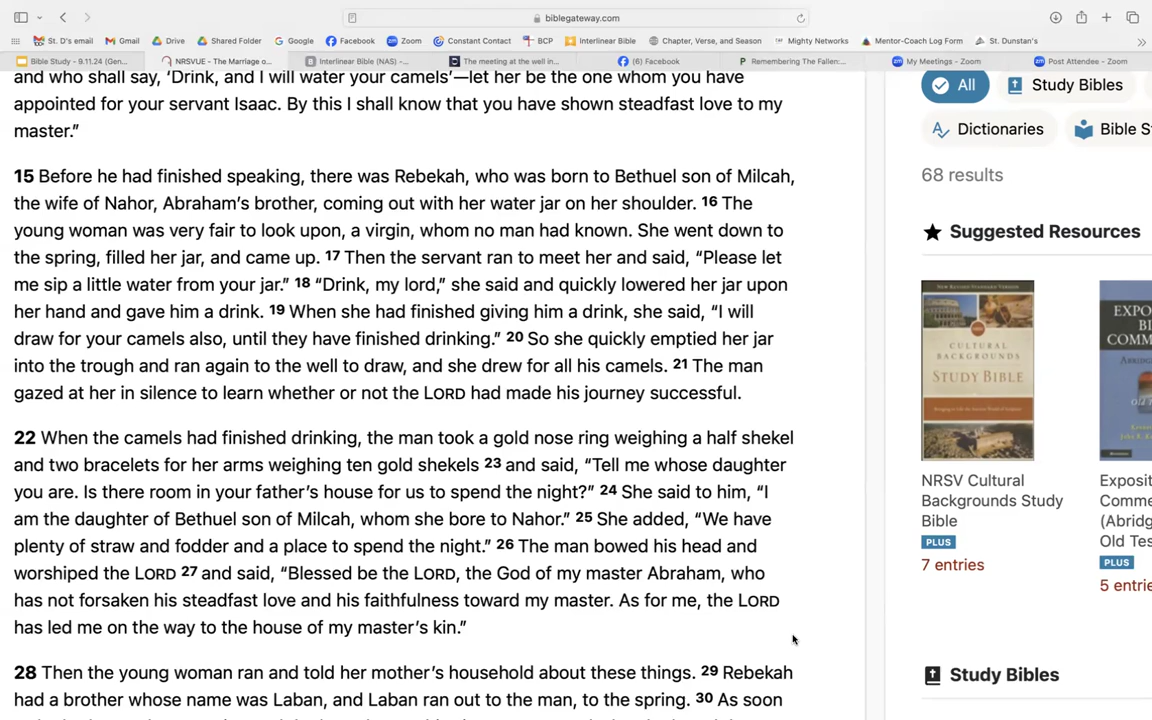 biblegateway.com
St. D's email
Gmail
Drive
Shared Folder
Google
Facebook
Zoom
Constant Contact
BCP
Interlinear Bible
Chapter, Verse, and Season
Mighty Networks
Mentor-Coach Log Form
St. Dunstan's
Bible Study - 9.11.24 (Gen...
NRSVUE - The Marriage o...
Interlinear Bible (NAS) -...
The meeting at the well in...
(6) Facebook
Remembering The Fallen:...
My Meetings - Zoom
Post Attendee - Zoom
and who shall say, ‘Drink, and I will water your camels’—let her be the one whom you have
appointed for your servant Isaac. By this I shall know that you have shown steadfast love to my
master.”
15 Before he had finished speaking, there was Rebekah, who was born to Bethuel son of Milcah,
the wife of Nahor, Abraham’s brother, coming out with her water jar on her shoulder. 16 The
young woman was very fair to look upon, a virgin, whom no man had known. She went down to
the spring, filled her jar, and came up. 17 Then the servant ran to meet her and said, “Please let
me sip a little water from your jar.” 18 “Drink, my lord,” she said and quickly lowered her jar upon
her hand and gave him a drink. 19 When she had finished giving him a drink, she said, “I will
draw for your camels also, until they have finished drinking.” 20 So she quickly emptied her jar
into the trough and ran again to the well to draw, and she drew for all his camels. 21 The man
gazed at her in silence to learn whether or not the LORD had made his journey successful.
22 When the camels had finished drinking, the man took a gold nose ring weighing a half shekel
and two bracelets for her arms weighing ten gold shekels 23 and said, “Tell me whose daughter
you are. Is there room in your father’s house for us to spend the night?” 24 She said to him, “I
am the daughter of Bethuel son of Milcah, whom she bore to Nahor.” 25 She added, “We have
plenty of straw and fodder and a place to spend the night.” 26 The man bowed his head and
worshiped the LORD 27 and said, “Blessed be the LORD, the God of my master Abraham, who
has not forsaken his steadfast love and his faithfulness toward my master. As for me, the LORD
has led me on the way to the house of my master’s kin.”
28 Then the young woman ran and told her mother’s household about these things. 29 Rebekah
had a brother whose name was Laban, and Laban ran out to the man, to the spring. 30 As soon
All
Study Bibles
Dictionaries
Bible S
68 results
Suggested Resources
NEW REVISED STANDARD VERSION
CULTURAL
BACKGROUNDS
STUDY BIBLE
EXPO
BI
COMM
NRSV Cultural
Backgrounds Study
Bible
PLUS
7 entries
Exposit
Comme
(Abridg
Old Tes
PLUS
5 entrie
Study Bibles